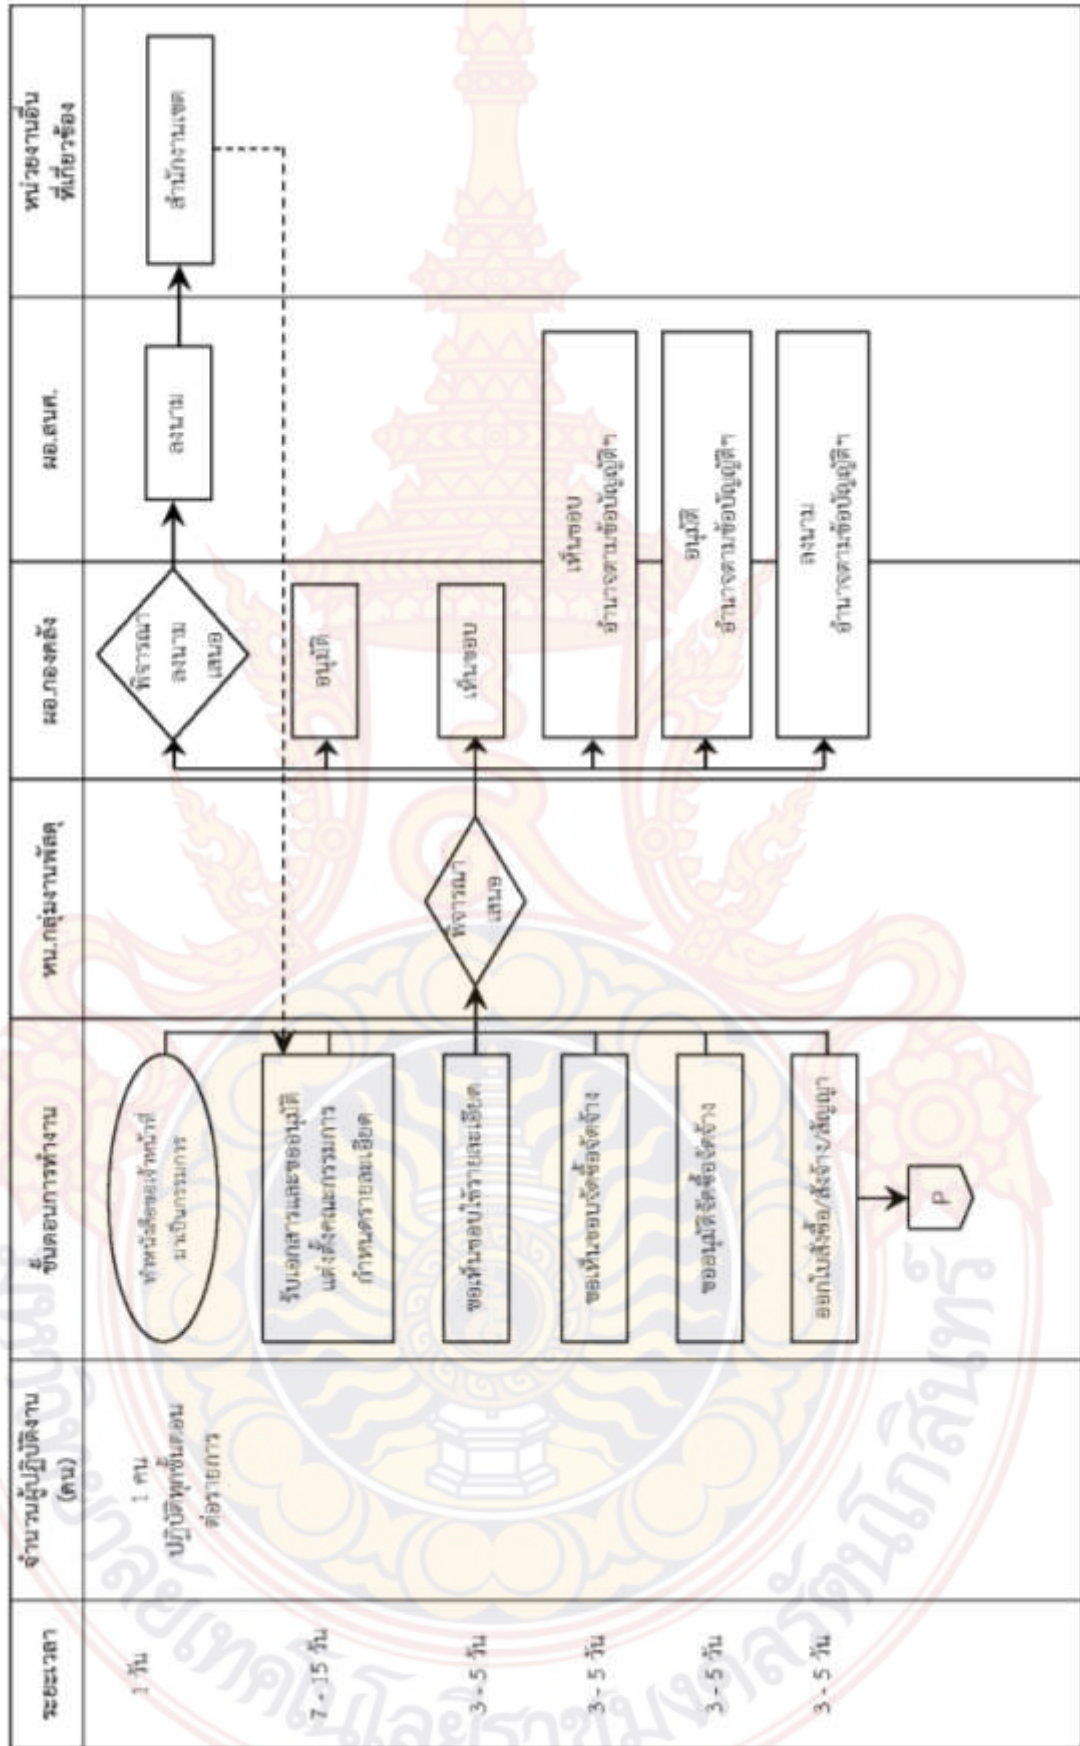 ระยะเวลา
จำนวนผู้ปฏิบัติงาน
(คน)
ขั้นตอนการทำงาน
หน.กลุ่มงานพัสดุ
ผอ.กองคลัง
ผอ.สนศ.
หน่วยงานอื่น
ที่เกี่ยวข้อง
1 วัน
1 คน
ปฏิบัติทุกขั้นตอน
ต่อรายการ
ทำหนังสือขอเจ้าหน้าที่
มาเป็นกรรมการ
พิจารณา
ลงนาม
เสนอ
ลงนาม
สำนักงานเขต
7 - 15 วัน
รับเอกสารและขออนุมัติ
แต่งตั้งคณะกรรมการ
กำหนดรายละเอียด
อนุมัติ
3 - 5 วัน
ขอเห็นชอบใช้รายละเอียด
พิจารณา
เสนอ
เห็นชอบ
3 - 5 วัน
ขอเห็นชอบจัดซื้อจัดจ้าง
เห็นชอบ
อำนาจตามข้อบัญญัติฯ
3 - 5 วัน
ขออนุมัติจัดซื้อจัดจ้าง
อนุมัติ
อำนาจตามข้อบัญญัติฯ
3 - 5 วัน
ออกใบสั่งซื้อ/สั่งจ้าง/สัญญา
ลงนาม
อำนาจตามข้อบัญญัติฯ
P